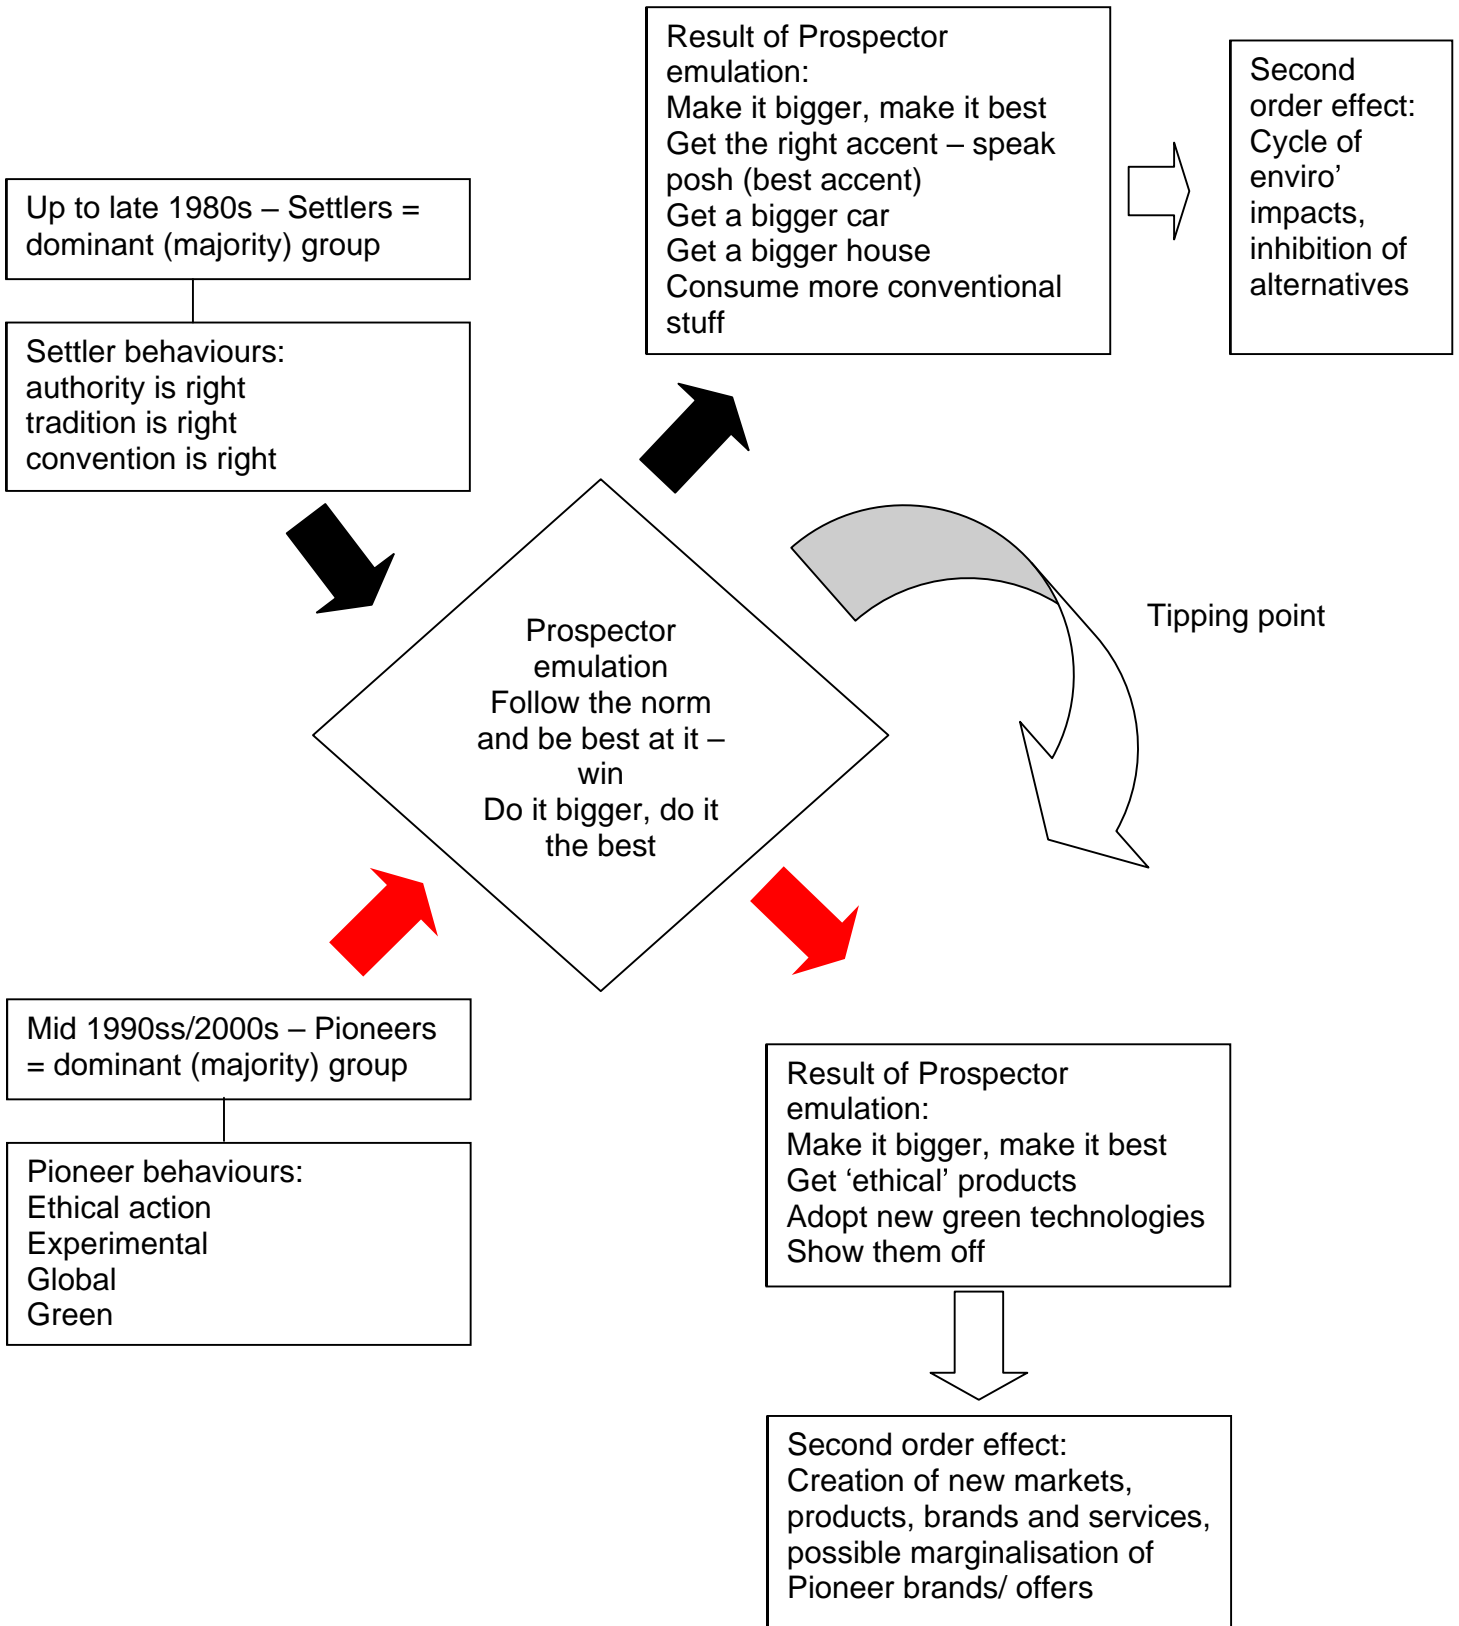 Up to late 1980s – Settlers =
dominant (majority) group
Settler behaviours:
authority is right
tradition is right
convention is right
Result of Prospector
emulation:
Make it bigger, make it best
Get the right accent – speak
posh (best accent)
Get a bigger car
Get a bigger house
Consume more conventional
stuff
Second
order effect:
Cycle of
enviro’
impacts,
inhibition of
alternatives
Prospector
emulation
Follow the norm
and be best at it –
win
Do it bigger, do it
the best
Tipping point
Mid 1990ss/2000s – Pioneers
= dominant (majority) group
Pioneer behaviours:
Ethical action
Experimental
Global
Green
Result of Prospector
emulation:
Make it bigger, make it best
Get ‘ethical’ products
Adopt new green technologies
Show them off
Second order effect:
Creation of new markets,
products, brands and services,
possible marginalisation of
Pioneer brands/ offers